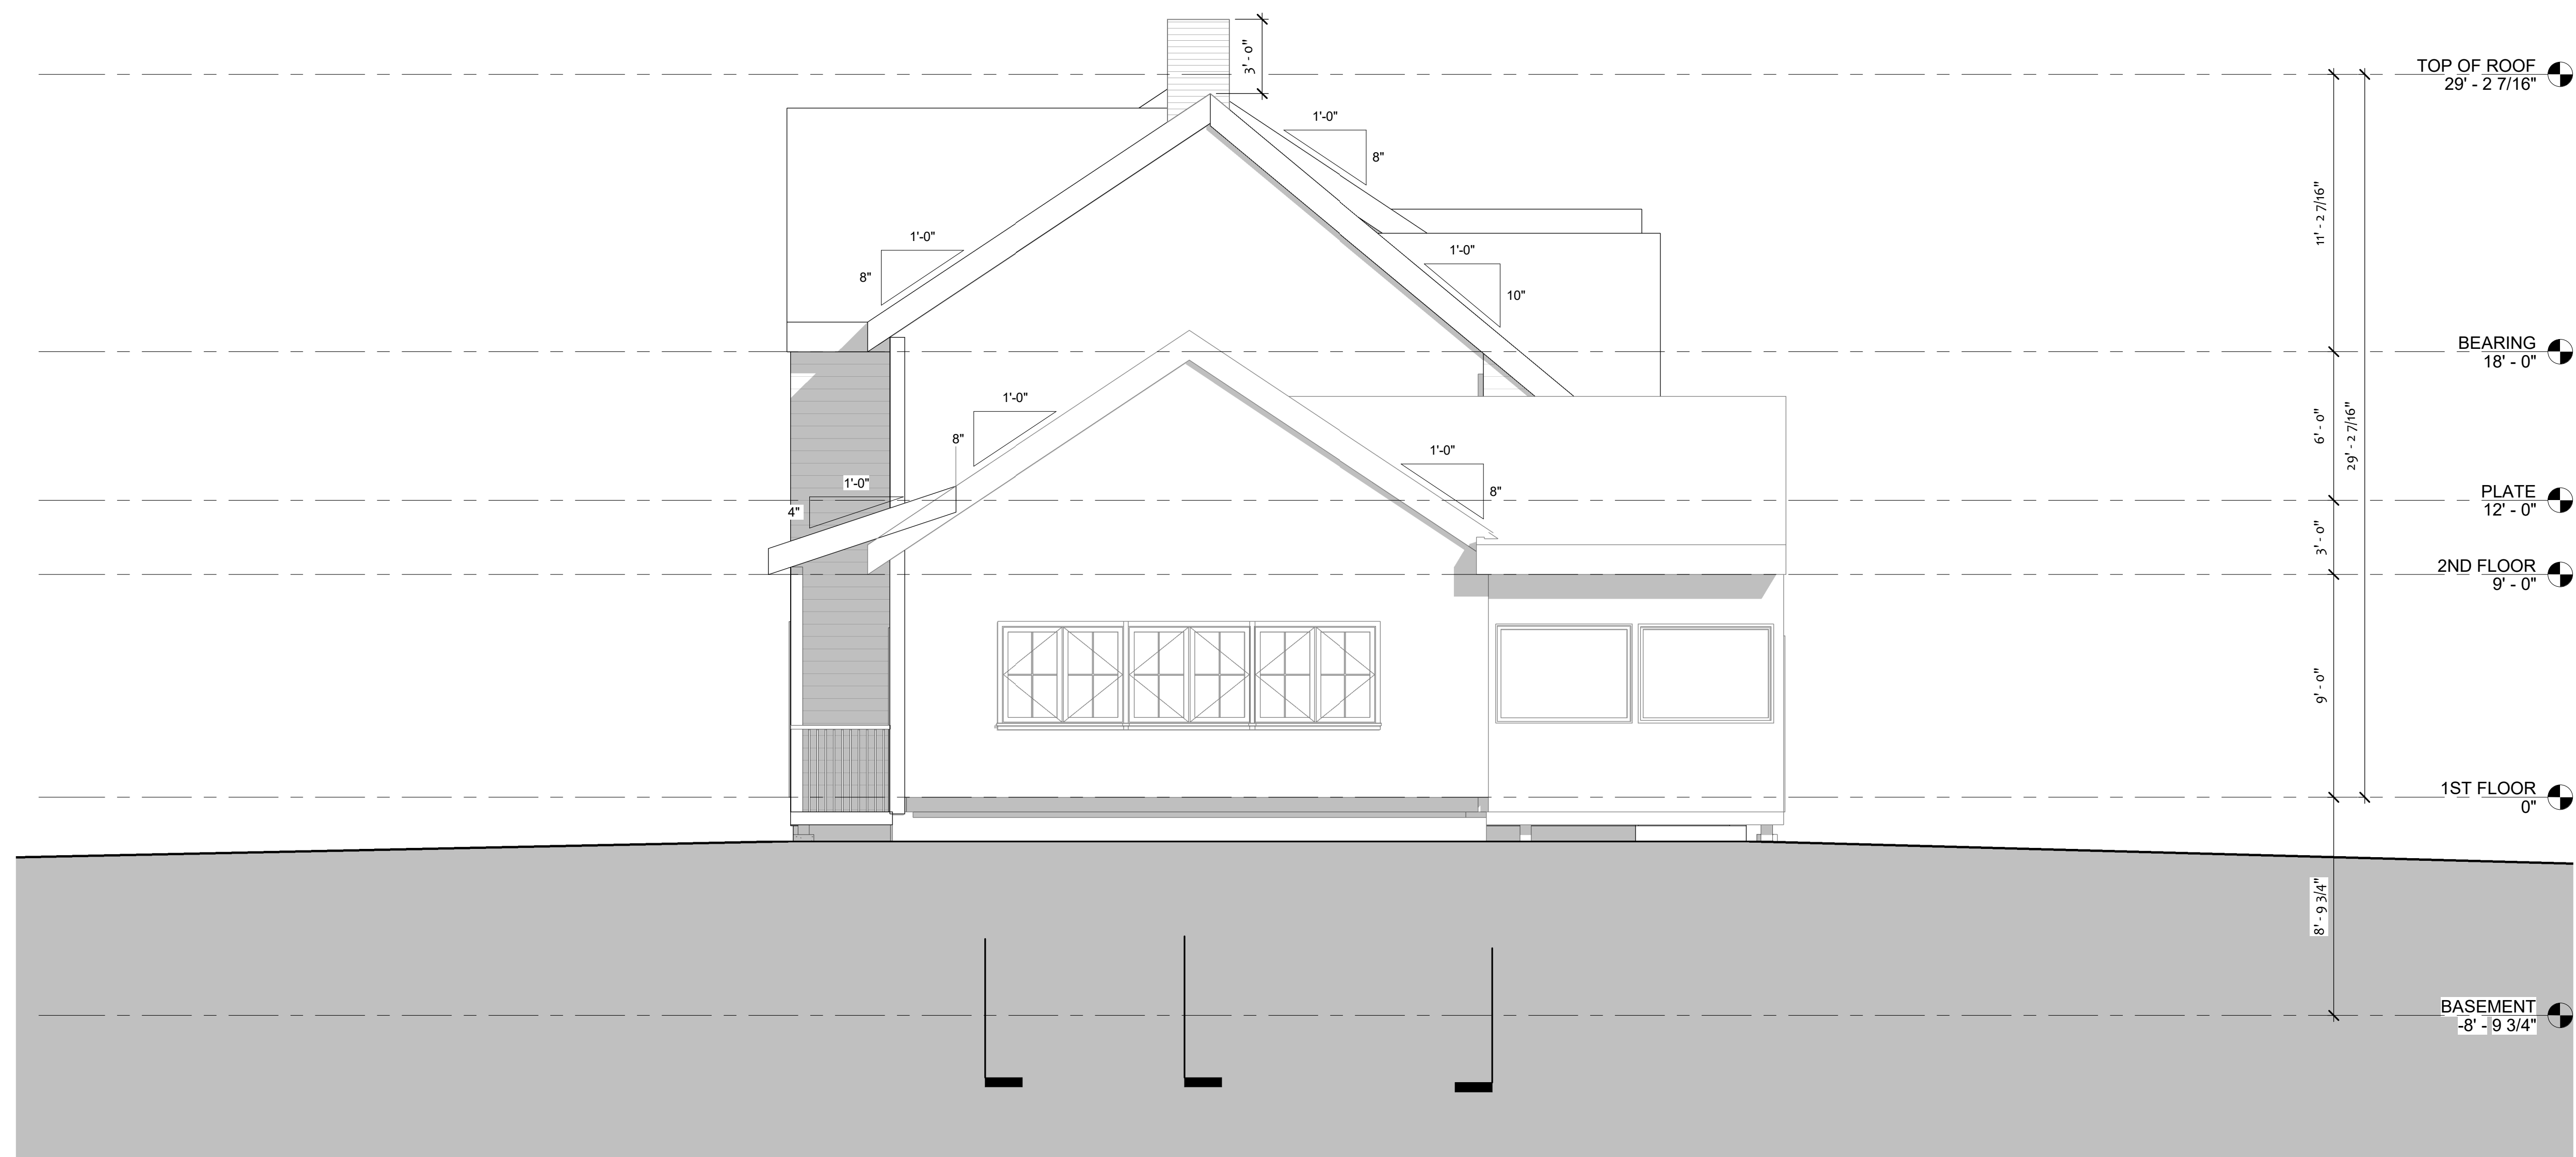 3' - 0"
TOP OF ROOF
29' - 2 7/16"
1'-0"
8"
11' - 2 7/16"
1'-0"
8"
1'-0"
10"
BEARING
18' - 0"
1'-0"
8"
6' - 0"
29' - 2 7/16"
1'-0"
8"
1'-0"
4"
PLATE
12' - 0"
3' - 0"
2ND FLOOR
9' - 0"
9' - 0"
1ST FLOOR
0"
8' - 9 3/4"
BASEMENT
-8' - 9 3/4"